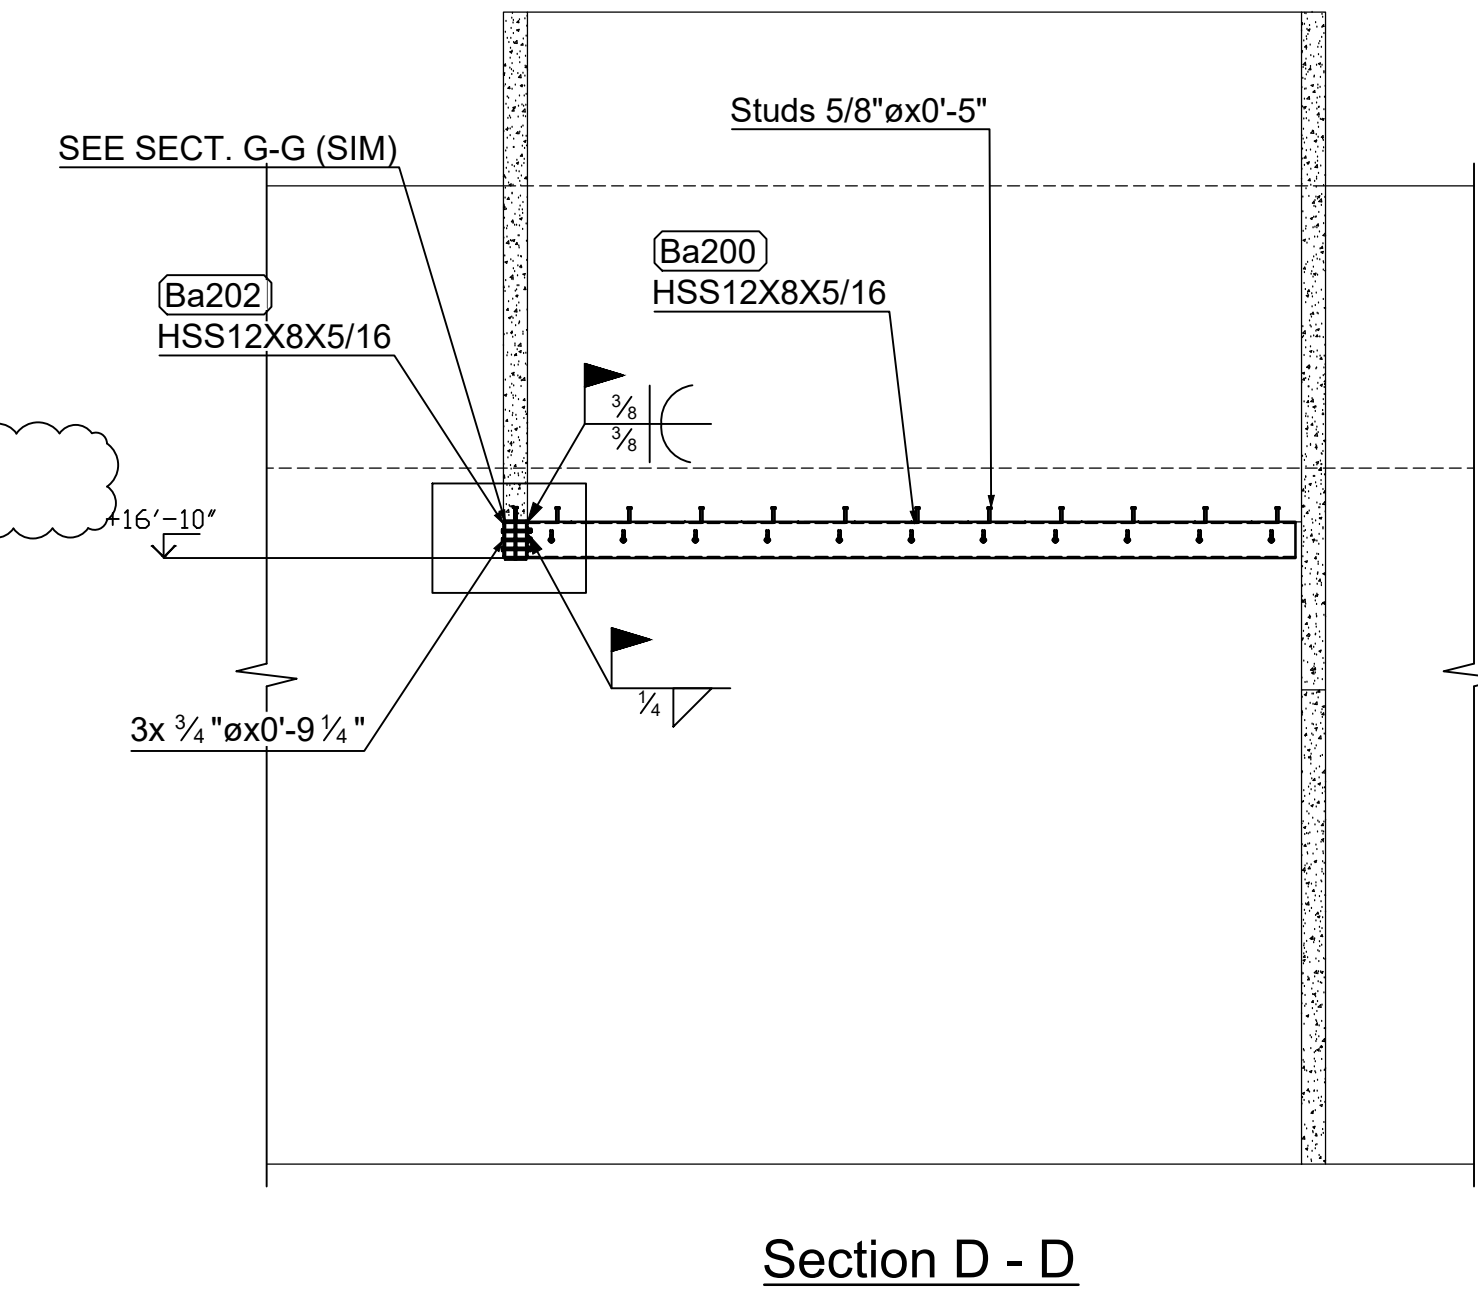 Studs 5/8"øx0'-5"
SEE SECT. G-G (SIM)
Ba200
HSS12X8X5/16
Ba202
HSS12X8X5/16
3/8
3/8
+16'-10"
1/4
3x 3/4"øx0'-9 1/4"
Section D - D